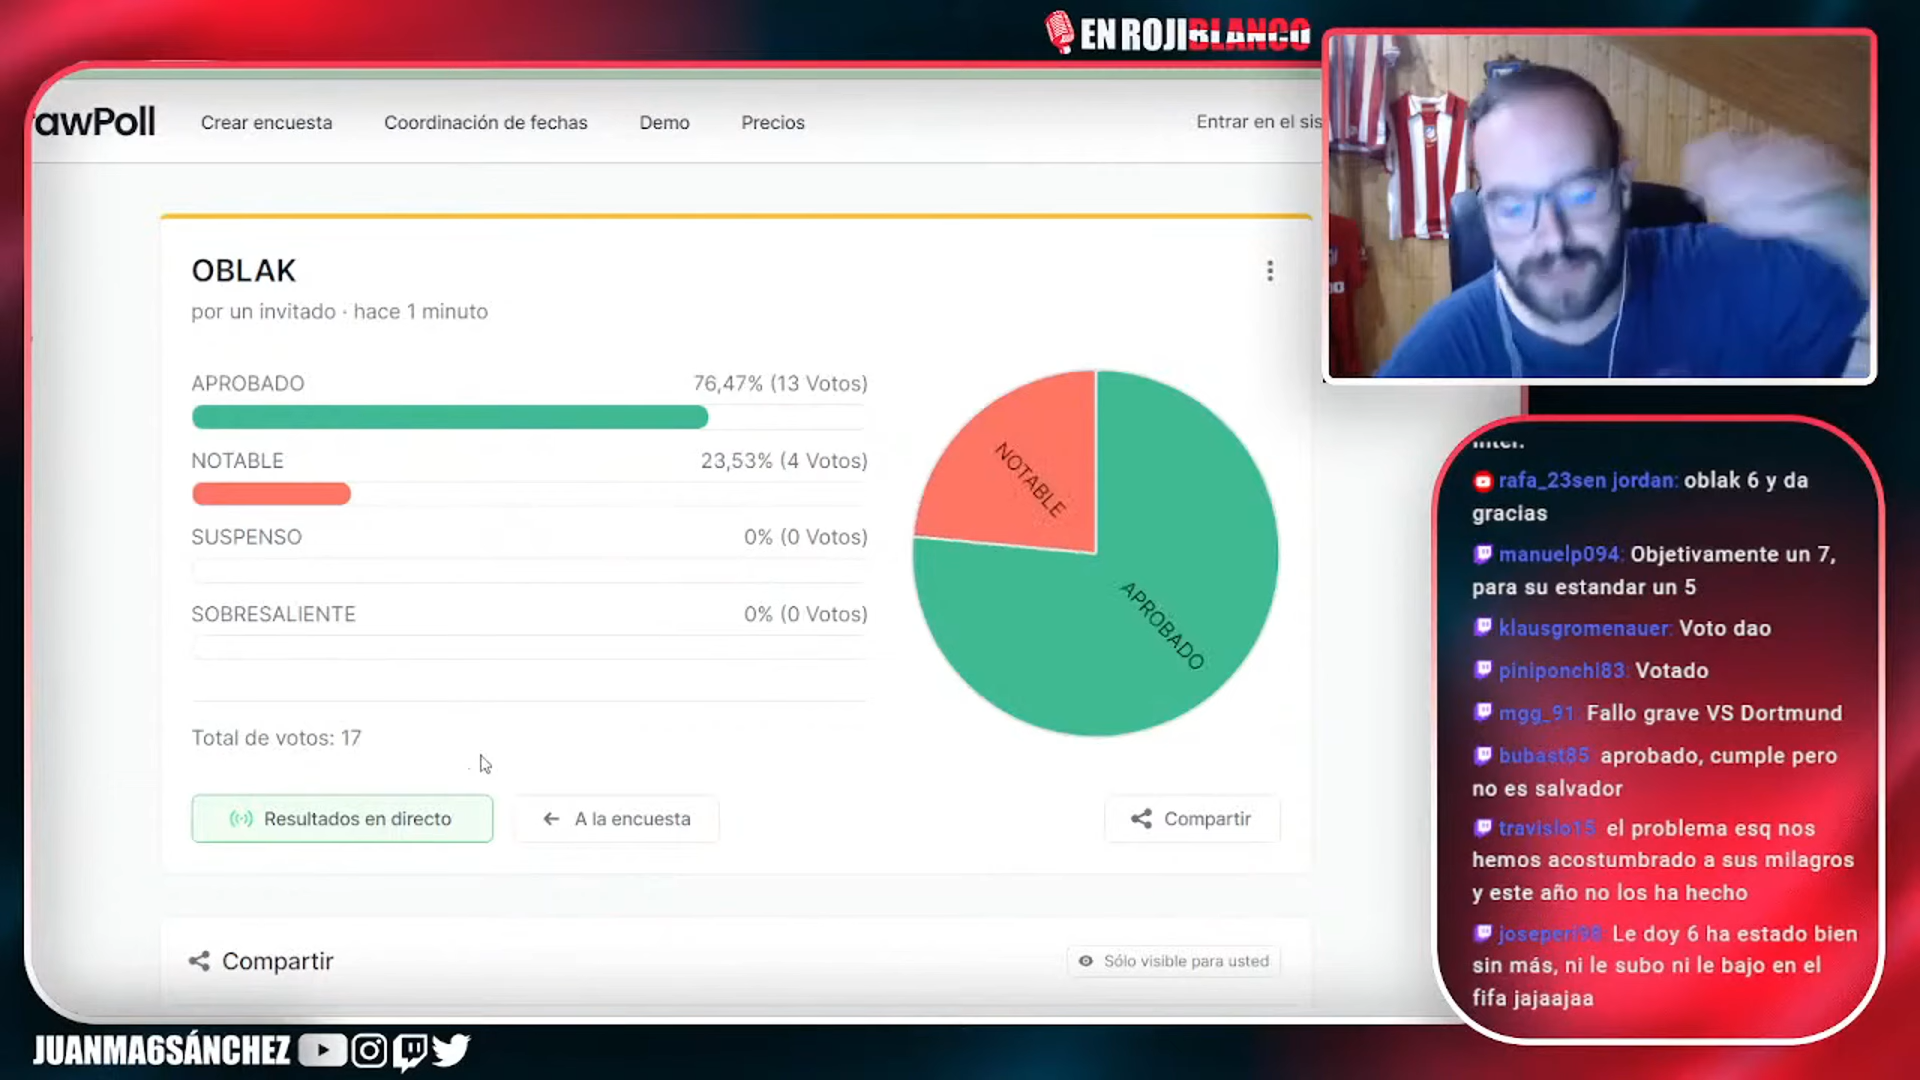 EN ROJIBLANCO
awPoll
Crear encuesta
Coordinación de fechas
Demo
Precios
Entrar en el sis
OBLAK
por un invitado · hace 1 minuto
APROBADO
76,47% (13 Votos)
NOTABLE
23,53% (4 Votos)
SUSPENSO
0% (0 Votos)
SOBRESALIENTE
0% (0 Votos)
NOTABLE
APROBADO
Total de votos: 17
Resultados en directo
A la encuesta
Compartir
Compartir
Sólo visible para usted
rafa_23sen jordan: oblak 6 y da
gracias
manuelp094: Objetivamente un 7,
para su estandar un 5
klausgromenauer: Voto dao
piniponchi83: Votado
mgg_91: Fallo grave VS Dortmund
bubast85: aprobado, cumple pero
no es salvador
travislo15: el problema esq nos
hemos acostumbrado a sus milagros
y este año no los ha hecho
Le doy 6 ha estado bien
sin más, ni le subo ni le bajo en el
fifa jajaajaa
JUANMA6SÁNCHEZ